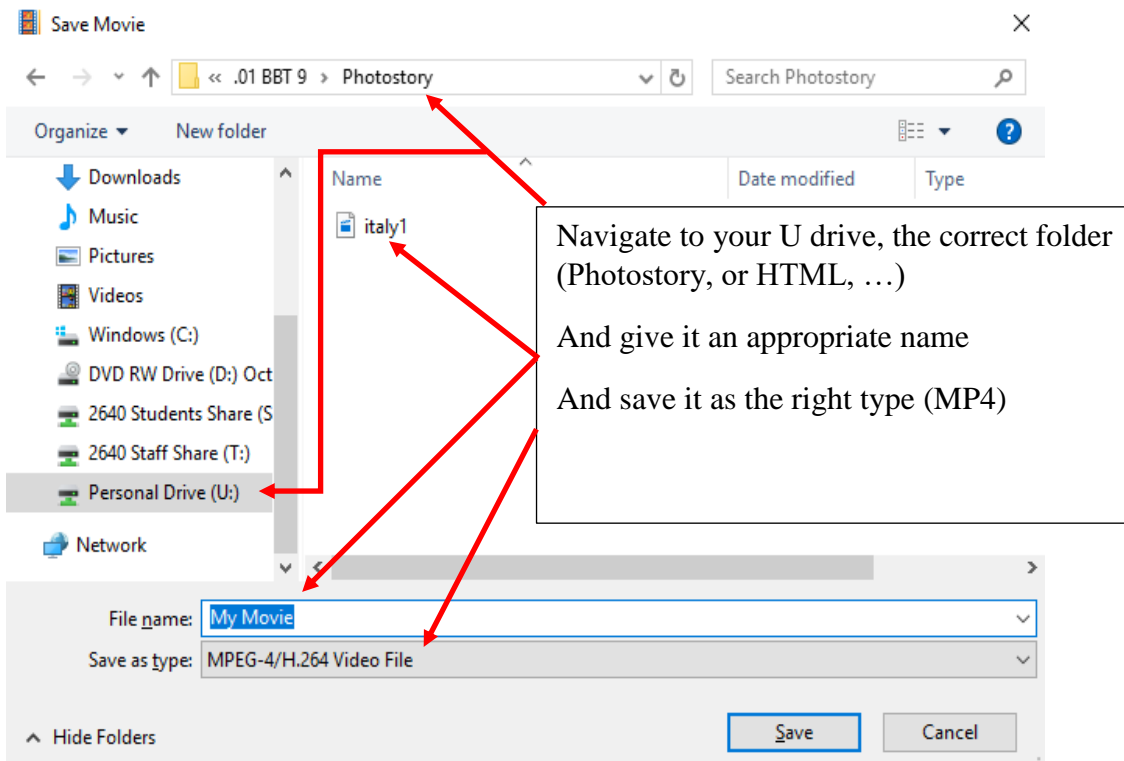 Save Movie
« .01 BBT 9 › Photostory
Search Photostory
Organize
New folder
Name
Date modified
Type
Downloads
Music
Pictures
Videos
Windows (C:)
DVD RW Drive (D:) Oct
2640 Students Share (S
2640 Staff Share (T:)
Personal Drive (U:)
Network
italy1
Navigate to your U drive, the correct folder
(Photostory, or HTML, …)
And give it an appropriate name
And save it as the right type (MP4)
File name: My Movie
Save as type: MPEG-4/H.264 Video File
Hide Folders
Save
Cancel